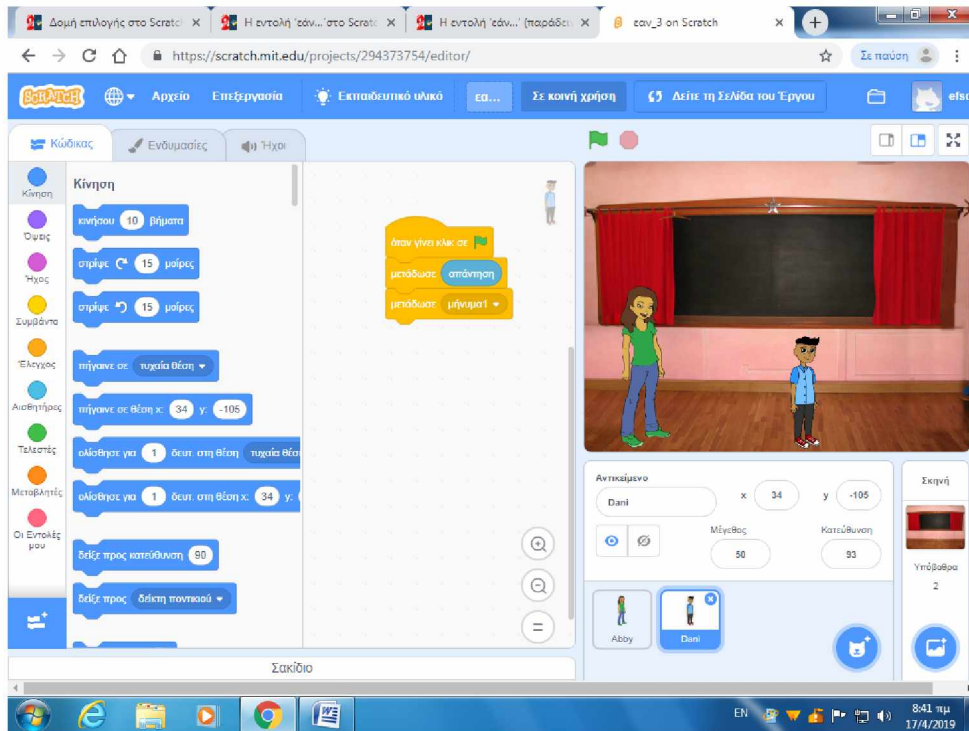 Δομή επιλογής στο Scratc
Η εντολή 'εάν...'στο Scratc
Η εντολή 'εάν...' (παράδει
εαν_3 on Scratch
https://scratch.mit.edu/projects/294373754/editor/
Σε παύση
SCRATCH
Αρχείο
Επεξεργασία
Εκπαιδευτικό υλικό
εα...
Σε κοινή χρήση
Δείτε τη Σελίδα του Έργου
Κώδικας
Ενδυμασίες
Ήχοι
Κίνηση
Όψεις
Ήχος
Συμβάντα
Έλεγχος
Αισθητήρες
Τελεστές
Μεταβλητές
Οι Εντολές
μου
Κίνηση
κινήσου 10 βήματα
στρίψε 15 μοίρες
στρίψε 15 μοίρες
πήγαινε σε τυχαία θέση
πήγαινε σε θέση x: 34 y: -105
ολίσθησε για 1 δευτ. στη θέση τυχαία θέσ
ολίσθησε για 1 δευτ. στη θέση x: 34 y:
δείξε προς κατεύθυνση 90
δείξε προς δείκτη ποντικιού
όταν γίνει κλικ σε
μετάδωσε απάντηση
μετάδωσε μήνυμα1
Σακίδιο
Αντικείμενο
Dani
x 34 y -105
Μέγεθος
50
Κατεύθυνση
93
Abby
Dani
Σκηνή
Υπόβαθρα
2
EN
8:41 πμ
17/4/2019